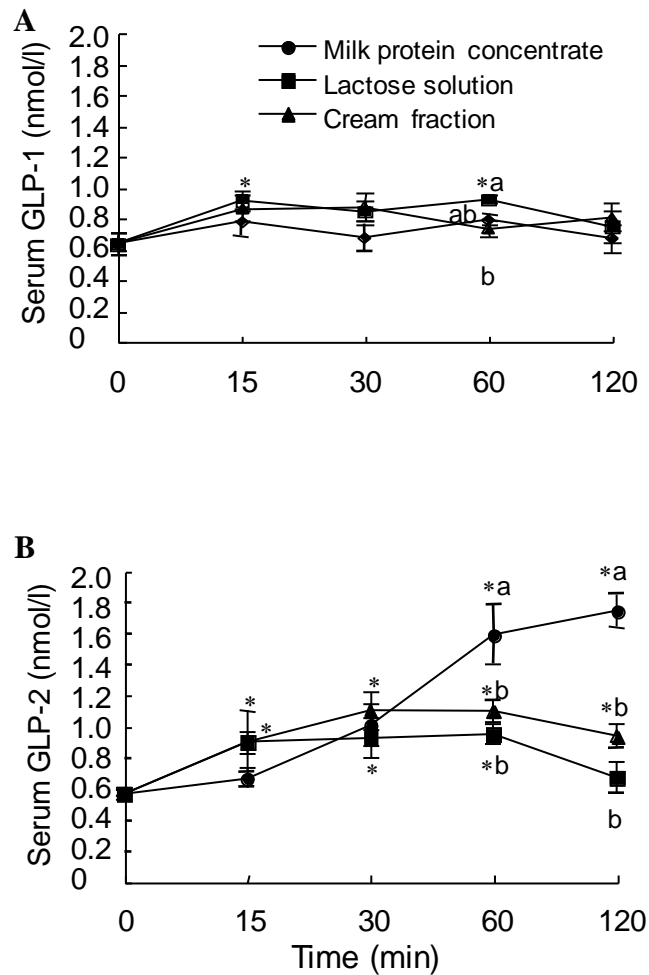 A
Serum GLP-1 (nmol/l)
2.0
1.8
1.6
1.4
1.2
1.0
0.8
0.6
0.4
0.2
0
Milk protein concentrate
Lactose solution
Cream fraction
*
*a
ab
b
0 15 30 60 120
B
Serum GLP-2 (nmol/l)
2.0
1.8
1.6
1.4
1.2
1.0
0.8
0.6
0.4
0.2
0
*a
*a
*
*
*
*
*b
*b
*b
b
0 15 30 60 120
Time (min)